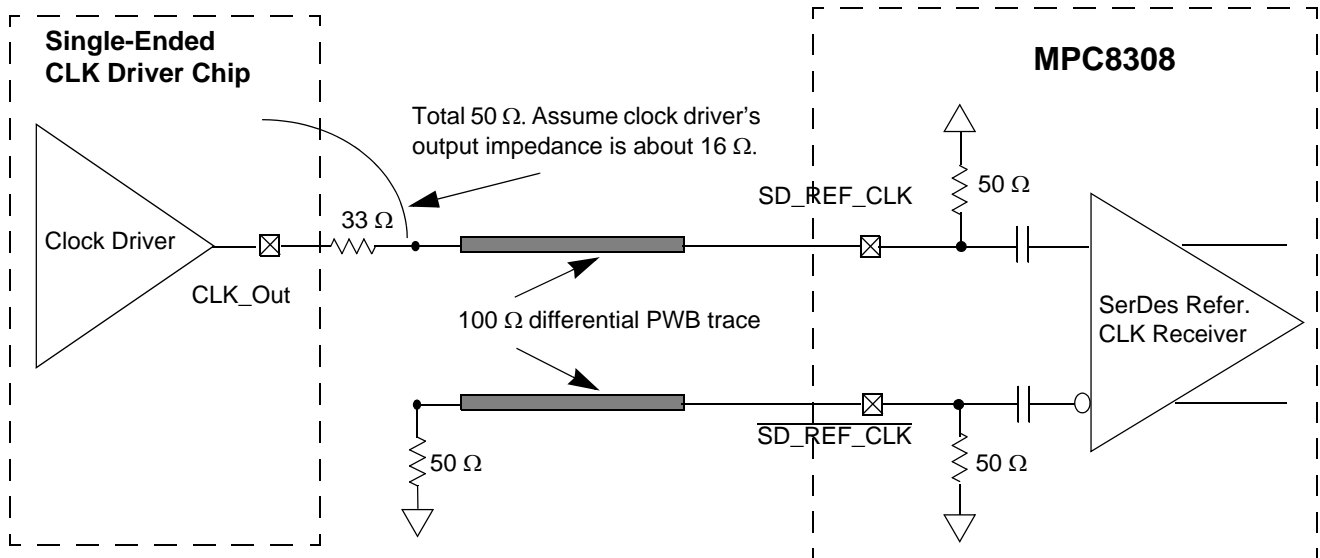 Single-Ended
CLK Driver Chip
MPC8308
Total 50 Ω. Assume clock driver's
output impedance is about 16 Ω.
SD_REF_CLK
50 Ω
33 Ω
Clock Driver
CLK_Out
SerDes Refer.
CLK Receiver
100 Ω differential PWB trace
SD_REF_CLK
50 Ω
50 Ω